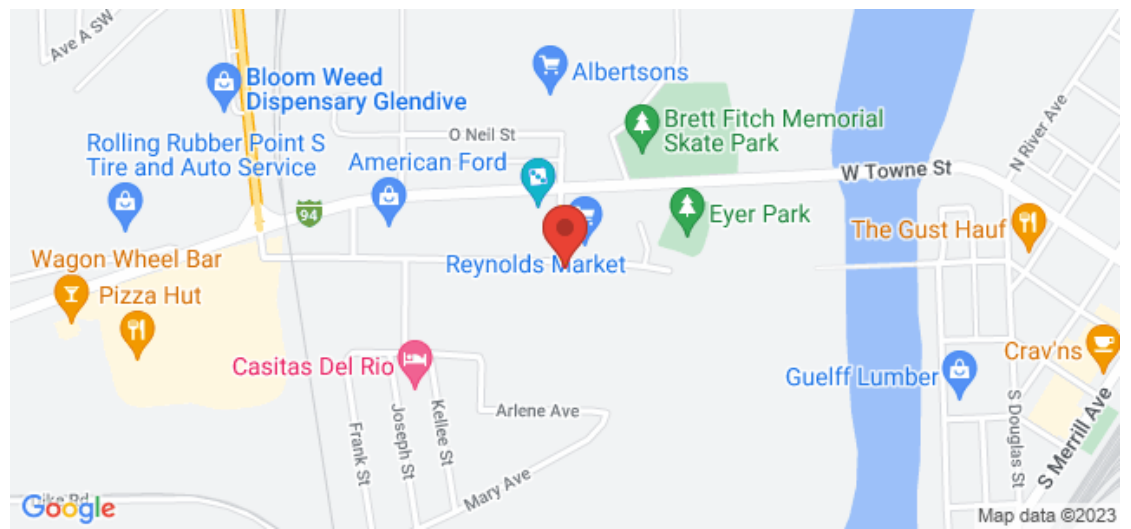 Ave A SW
Bloom Weed
Dispensary Glendive
Albertsons
O Neil St
Brett Fitch Memorial
Skate Park
N River Ave
Rolling Rubber Point S
Tire and Auto Service
American Ford
W Towne St
94
Eyer Park
The Gust Hauf
Wagon Wheel Bar
Reynolds Market
Pizza Hut
Casitas Del Rio
Crav'ns
Guelff Lumber
Arlene Ave
Frank St
Joseph St
Kellee St
Mary Ave
S Douglas St
S Merrill Ave
Google
Map data ©2023